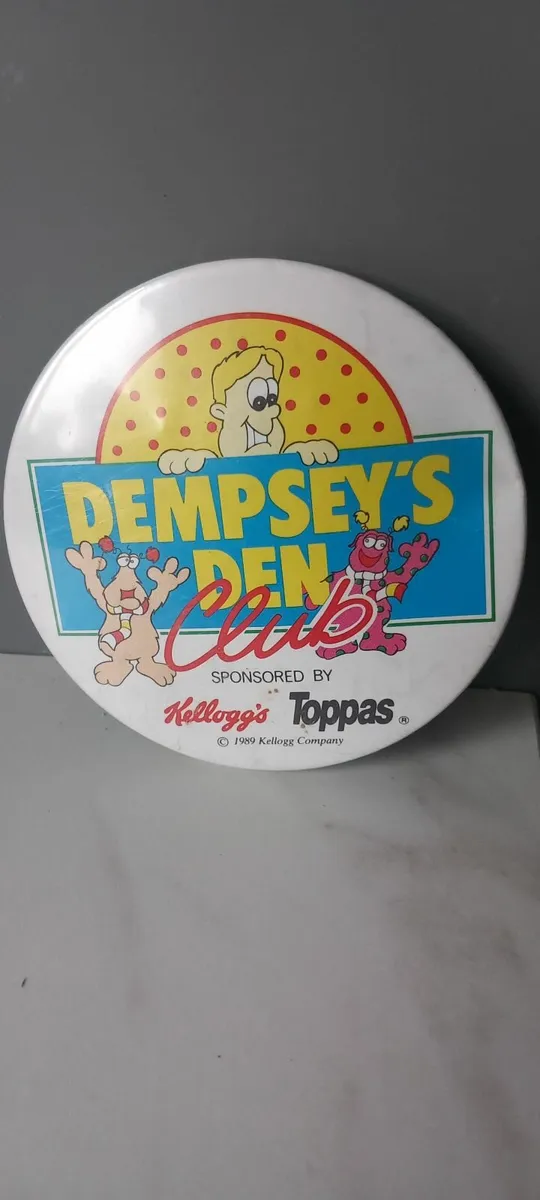 DEMPSEY'S
DEN
Club
SPONSORED BY
Kellogg's Toppas ®
© 1989 Kellogg Company